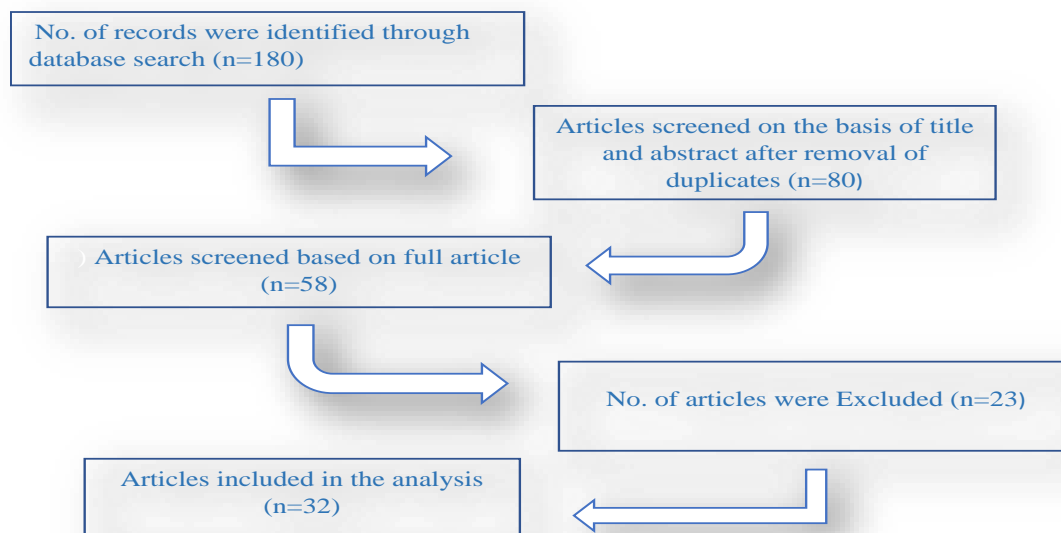 No. of records were identified through
database search (n=180)
Articles screened on the basis of title
and abstract after removal of
duplicates (n=80)
) Articles screened based on full article
(n=58)
No. of articles were Excluded (n=23)
Articles included in the analysis
(n=32)